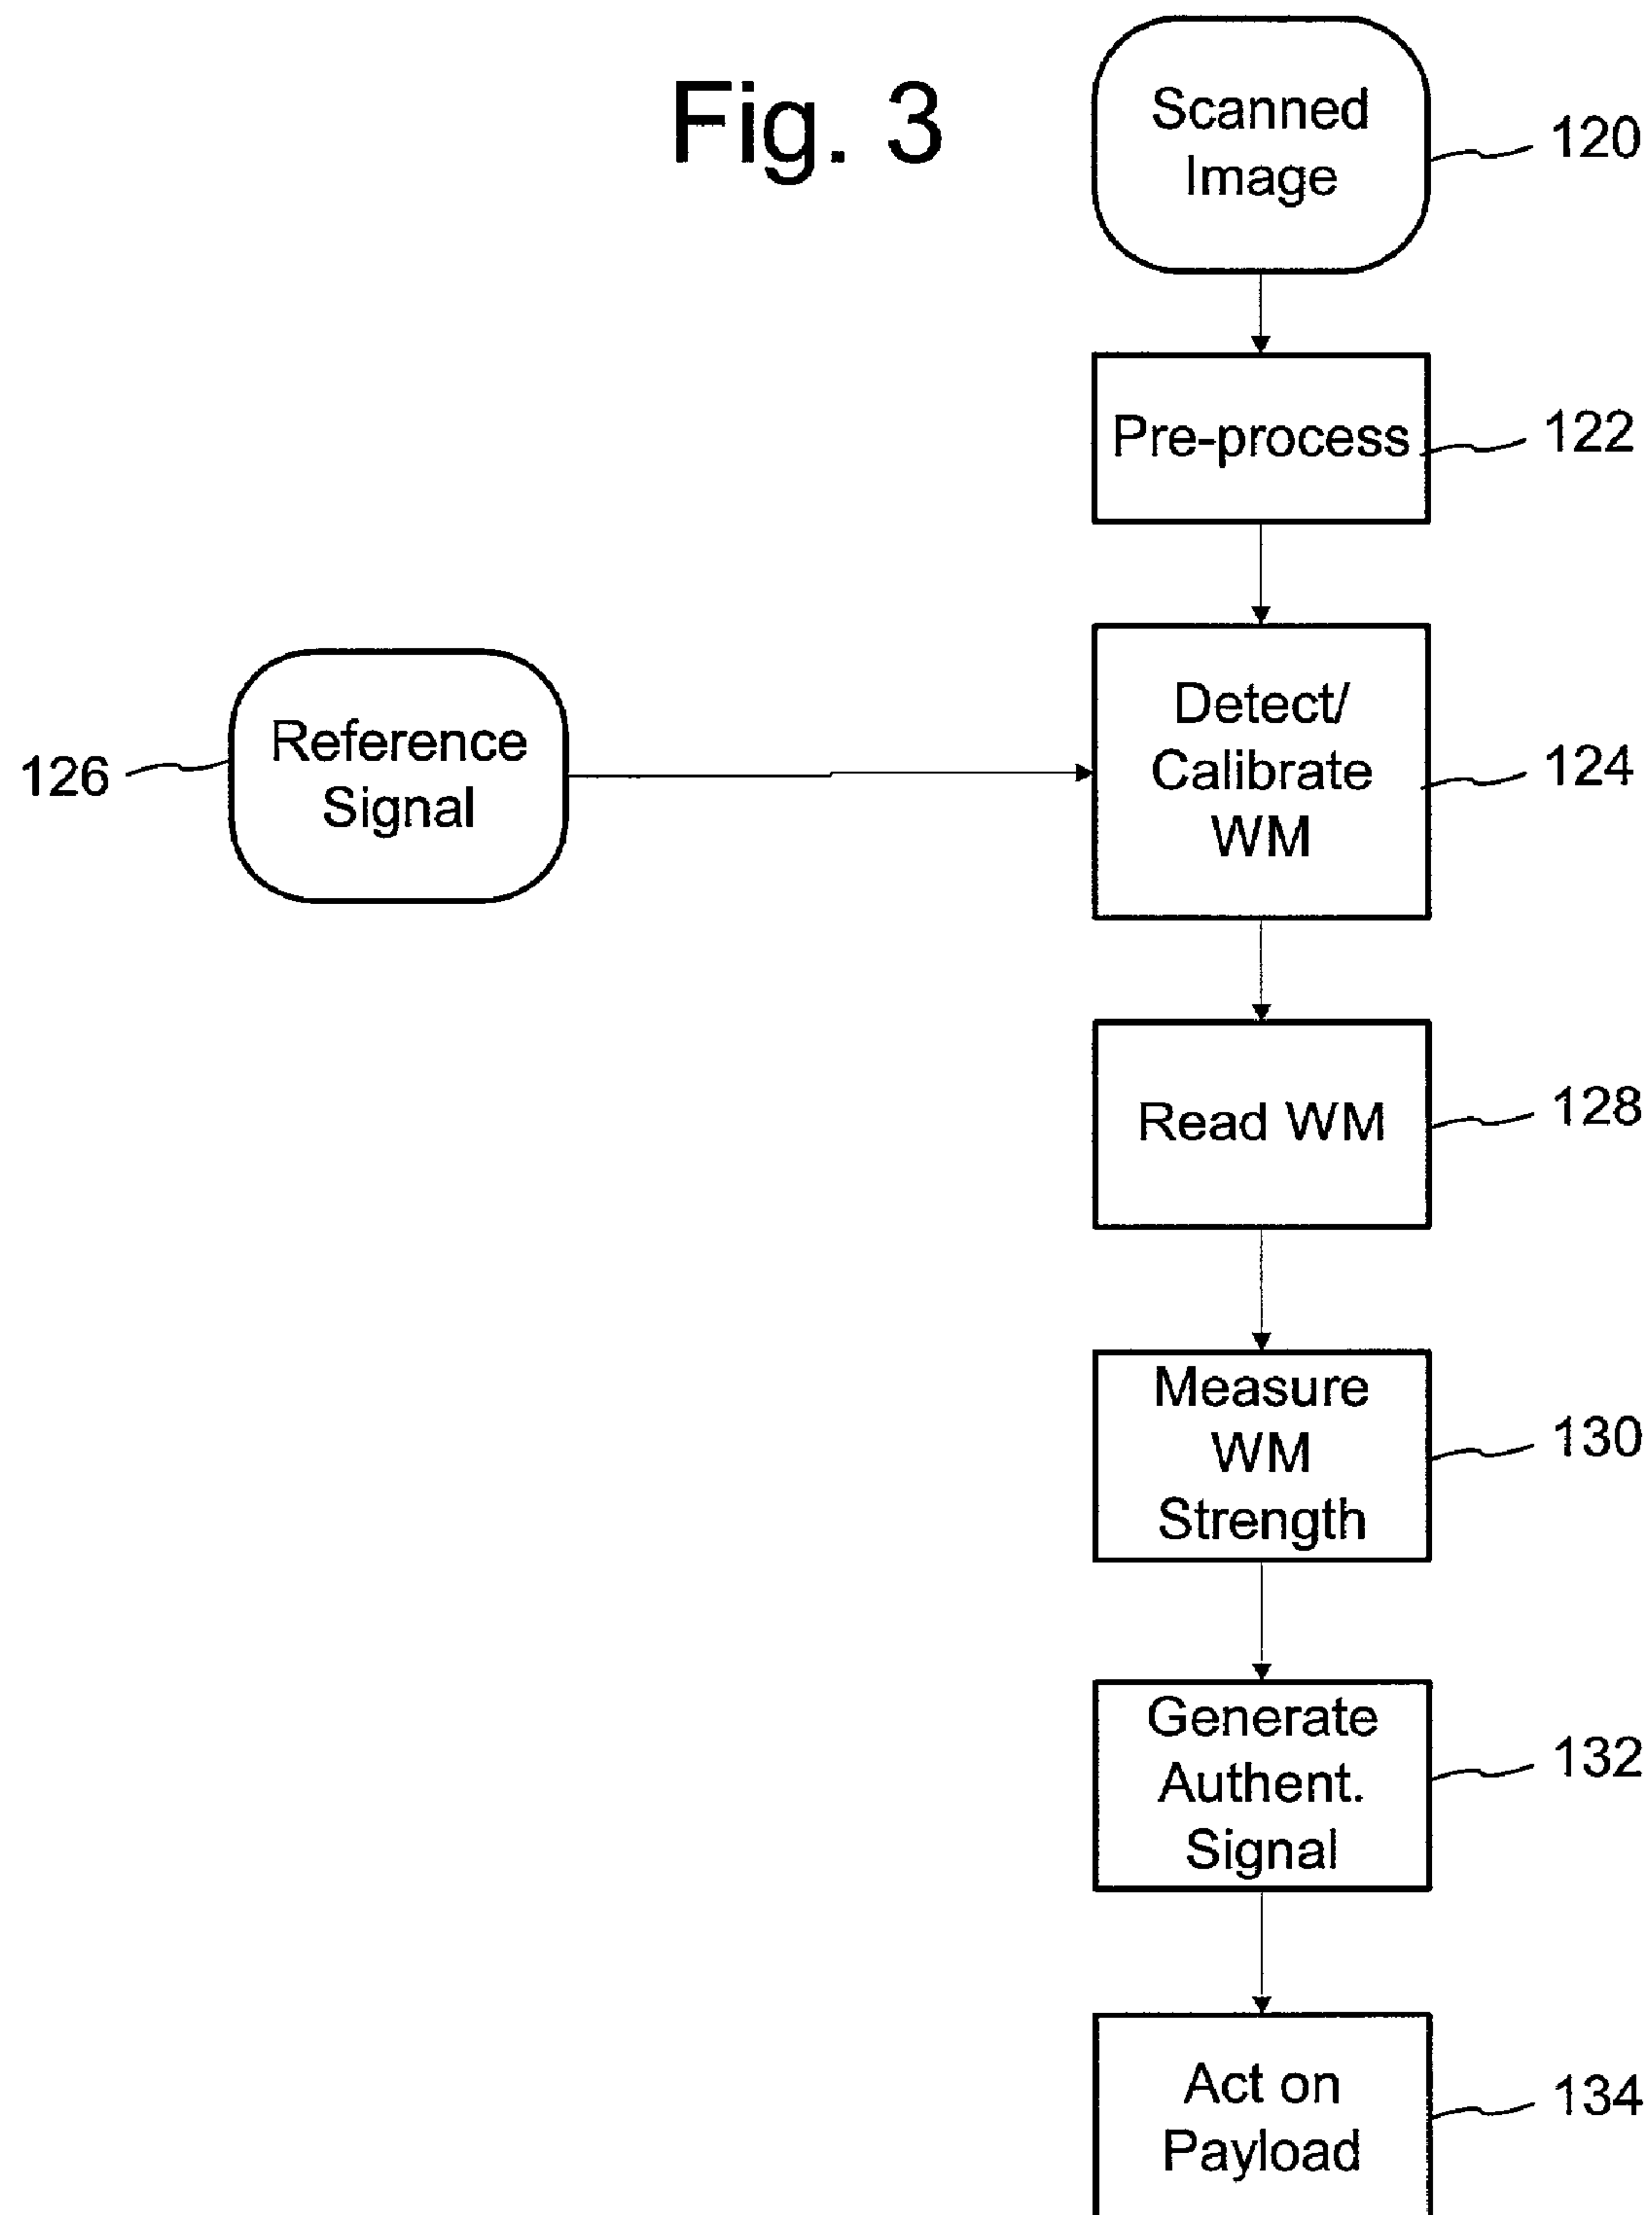 Fig. 3
Scanned
Image
120
Pre-process
122
Detect/
Calibrate
WM
124
Reference
Signal
126
Read WM
128
Measure
WM
Strength
130
Generate
Authent.
Signal
132
Act on
Payload
134